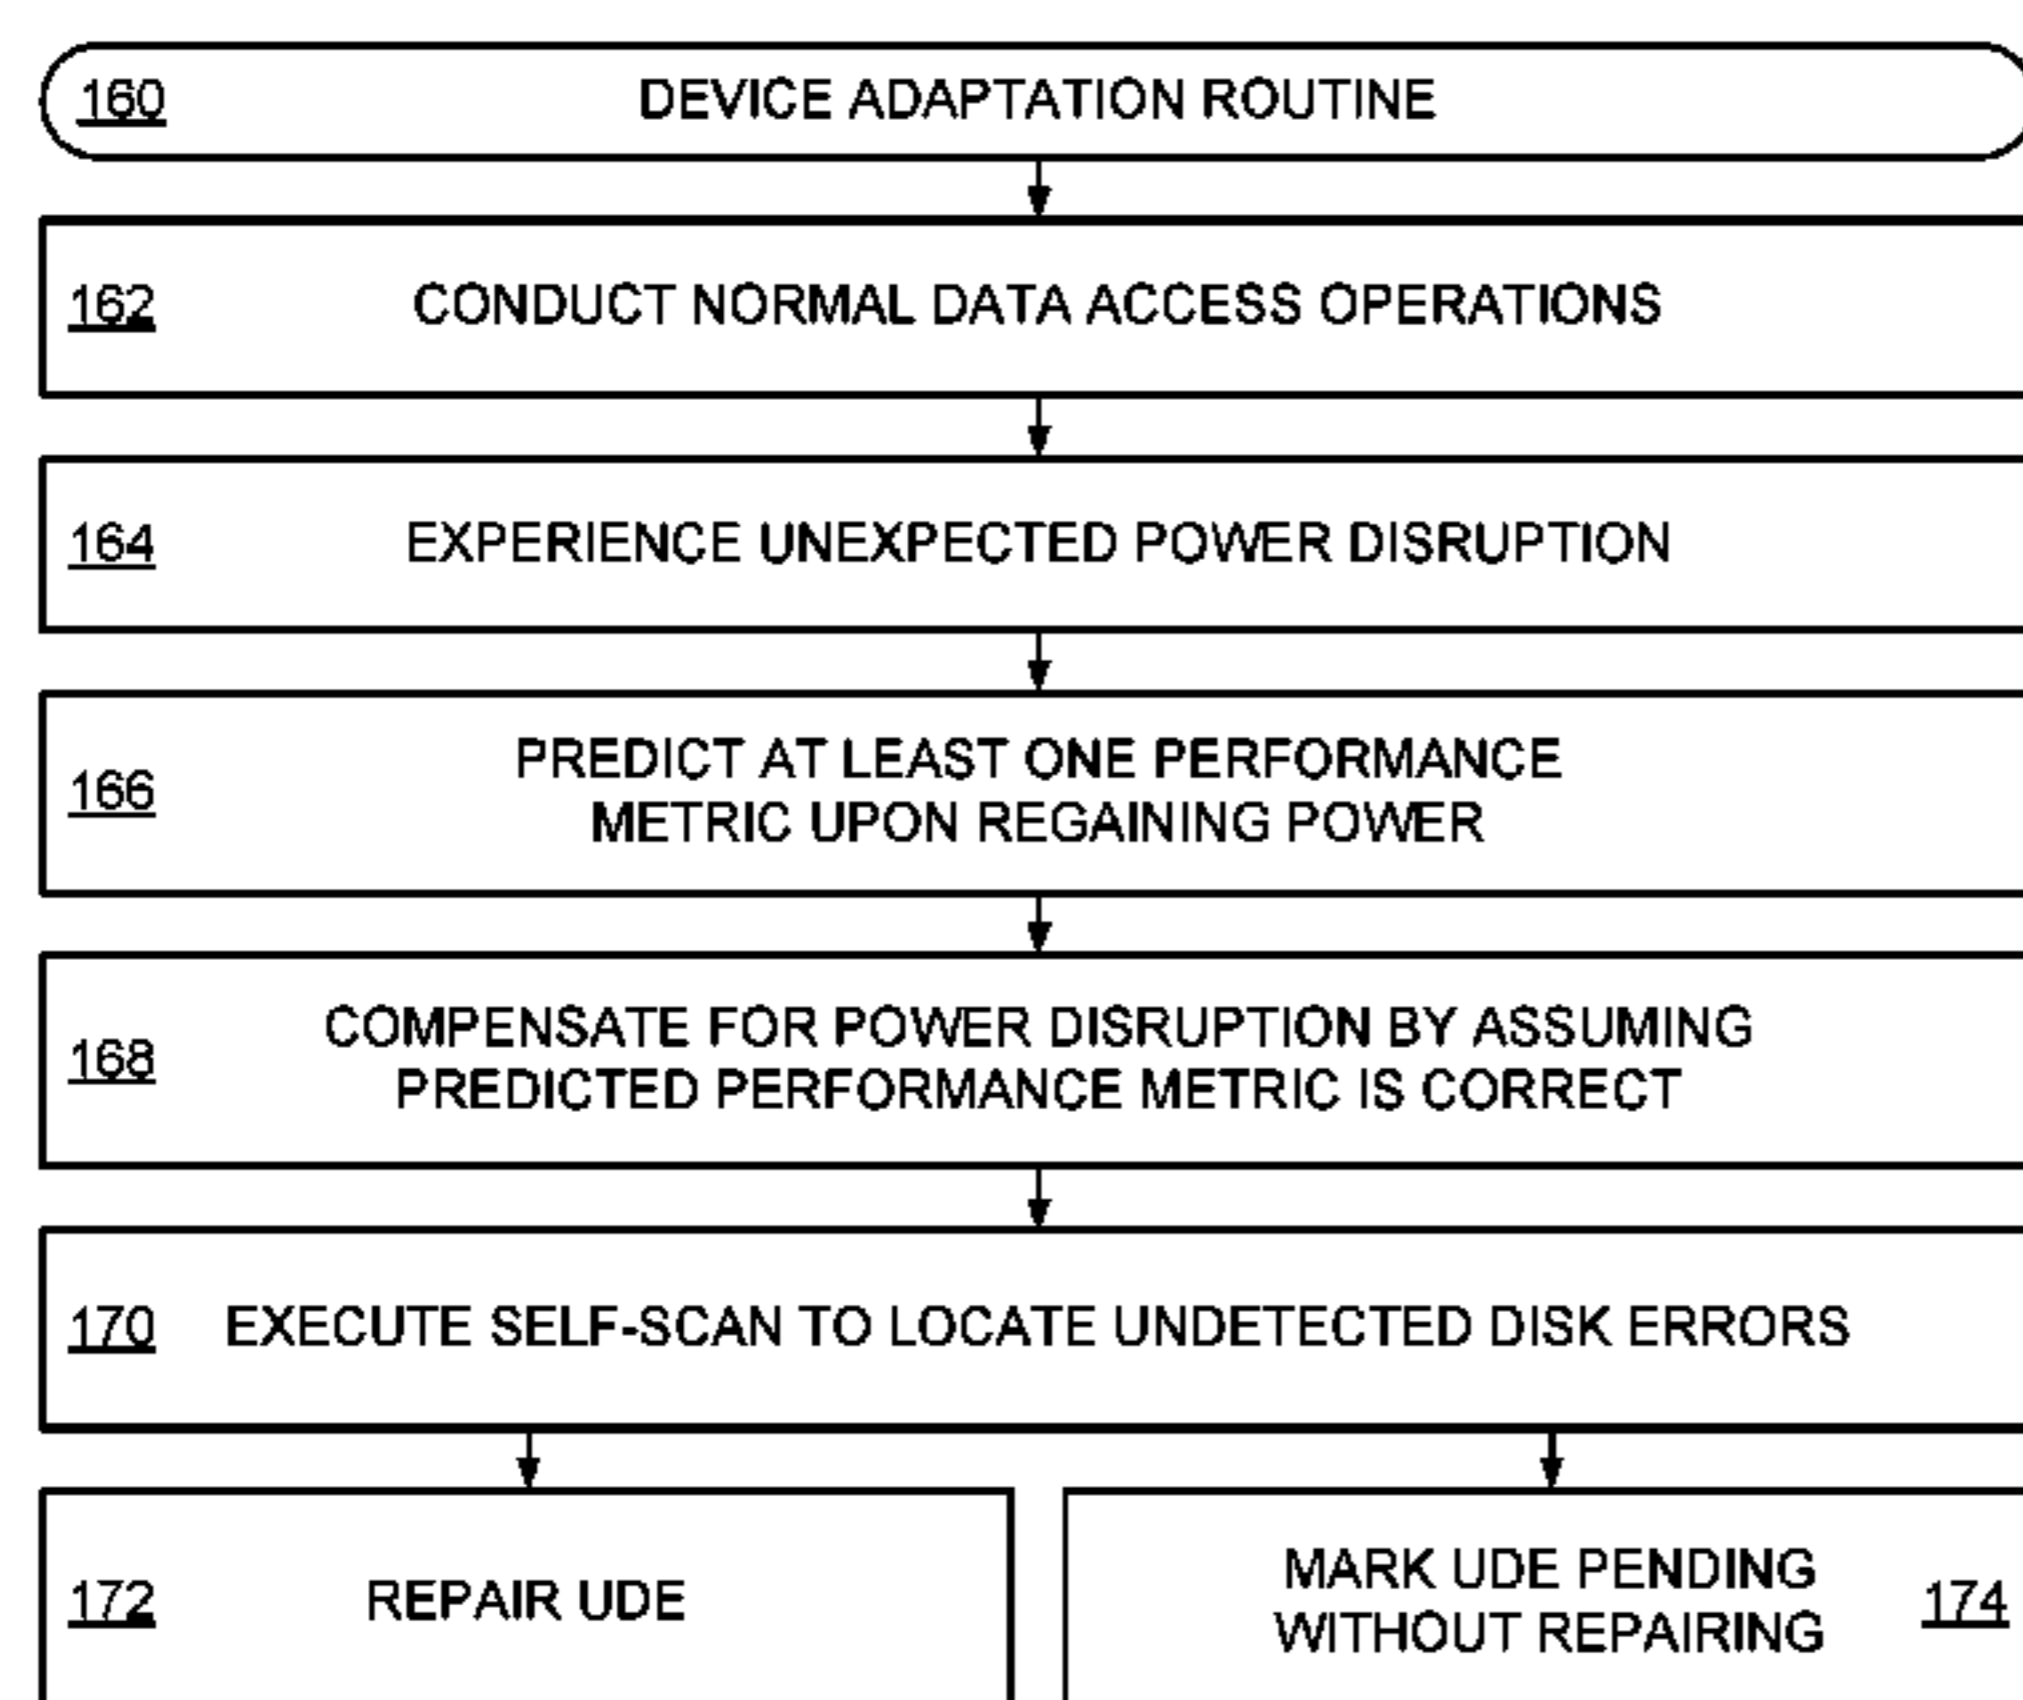 160 DEVICE ADAPTATION ROUTINE
162 CONDUCT NORMAL DATA ACCESS OPERATIONS
164 EXPERIENCE UNEXPECTED POWER DISRUPTION
PREDICT AT LEAST ONE PERFORMANCE
166
METRIC UPON REGAINING POWER
COMPENSATE FOR POWER DISRUPTION BY ASSUMING
168
PREDICTED PERFORMANCE METRIC IS CORRECT
170 EXECUTE SELF-SCAN TO LOCATE UNDETECTED DISK ERRORS
172 REPAIR UDE
MARK UDE PENDING
WITHOUT REPAIRING
174